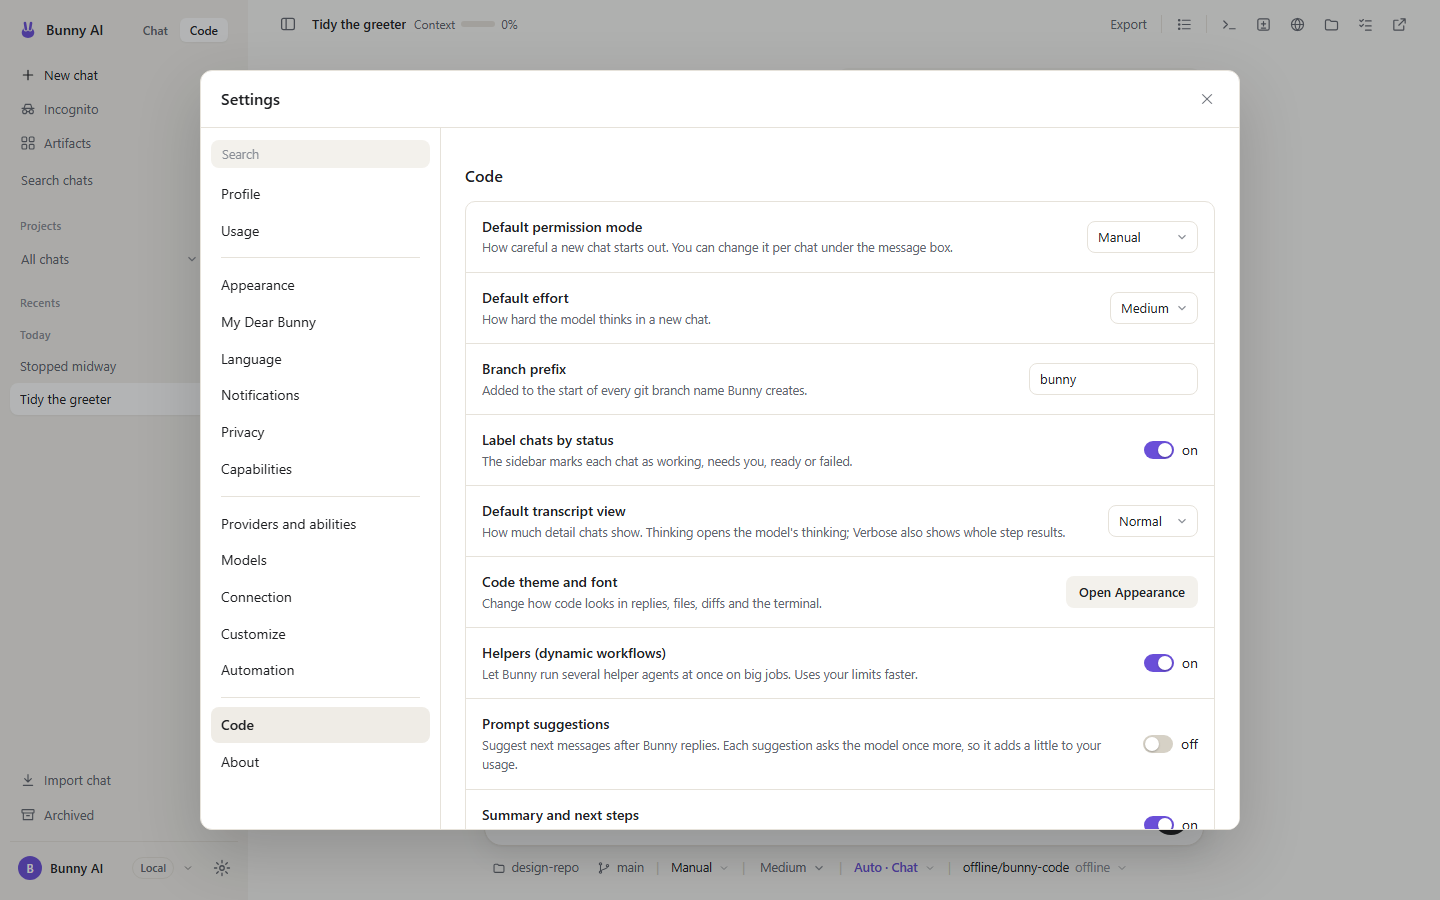 Bunny AI
Chat
Code
Tidy the greeter
Context
0%
Export
New chat
Incognito
Artifacts
Search chats
Projects
All chats
Recents
Today
Stopped midway
Tidy the greeter
Import chat
Archived
B
Bunny AI
Local
Settings
Search
Profile
Usage
Appearance
My Dear Bunny
Language
Notifications
Privacy
Capabilities
Providers and abilities
Models
Connection
Customize
Automation
Code
About
Code
Default permission mode
How careful a new chat starts out. You can change it per chat under the message box.
Manual
Default effort
How hard the model thinks in a new chat.
Medium
Branch prefix
Added to the start of every git branch name Bunny creates.
bunny
Label chats by status
The sidebar marks each chat as working, needs you, ready or failed.
on
Default transcript view
How much detail chats show. Thinking opens the model's thinking; Verbose also shows whole step results.
Normal
Code theme and font
Change how code looks in replies, files, diffs and the terminal.
Open Appearance
Helpers (dynamic workflows)
Let Bunny run several helper agents at once on big jobs. Uses your limits faster.
on
Prompt suggestions
Suggest next messages after Bunny replies. Each suggestion asks the model once more, so it adds a little to your
usage.
off
Summary and next steps
on
design-repo
main
Manual
Medium
Auto · Chat
offline/bunny-code offline